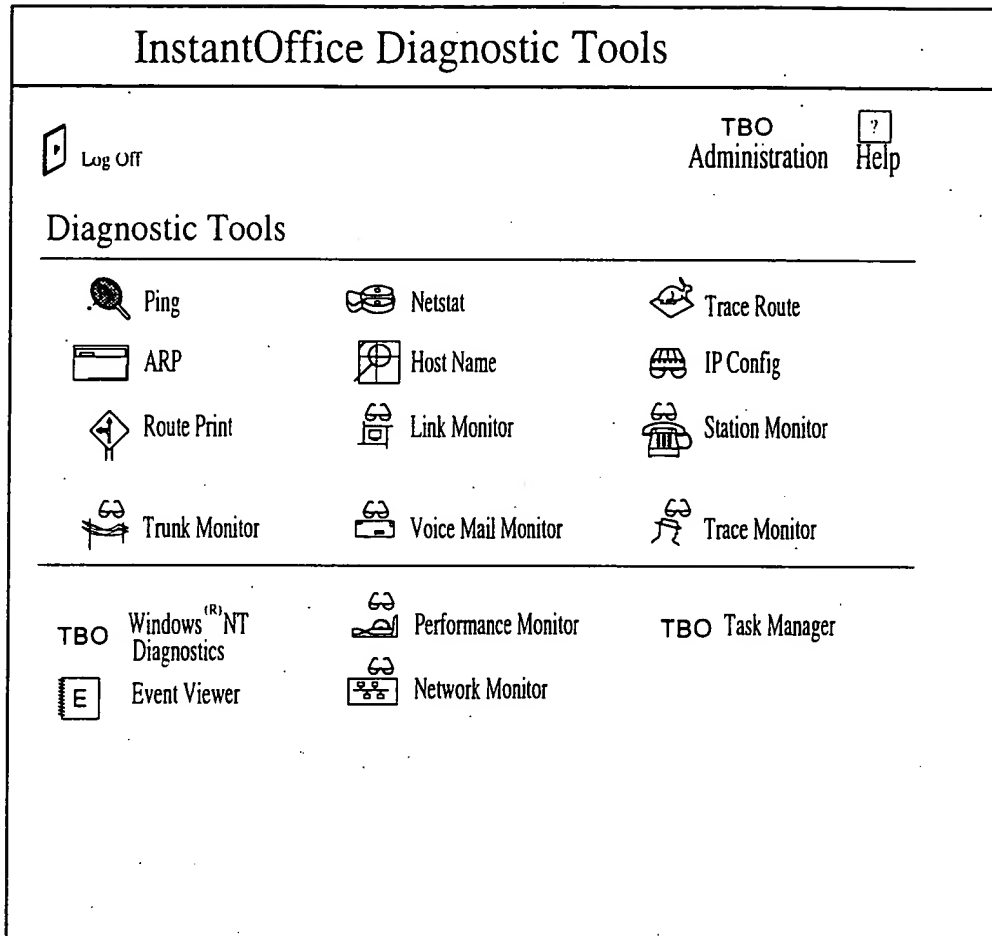 InstantOffice Diagnostic Tools
Log Off
TBO
Administration
?
Help
Diagnostic Tools
Ping
Netstat
Trace Route
ARP
Host Name
IP Config
Route Print
Link Monitor
Station Monitor
Trunk Monitor
Voice Mail Monitor
Trace Monitor
TBO
Windows(R)NT
Diagnostics
Performance Monitor
TBO Task Manager
E
Event Viewer
Network Monitor